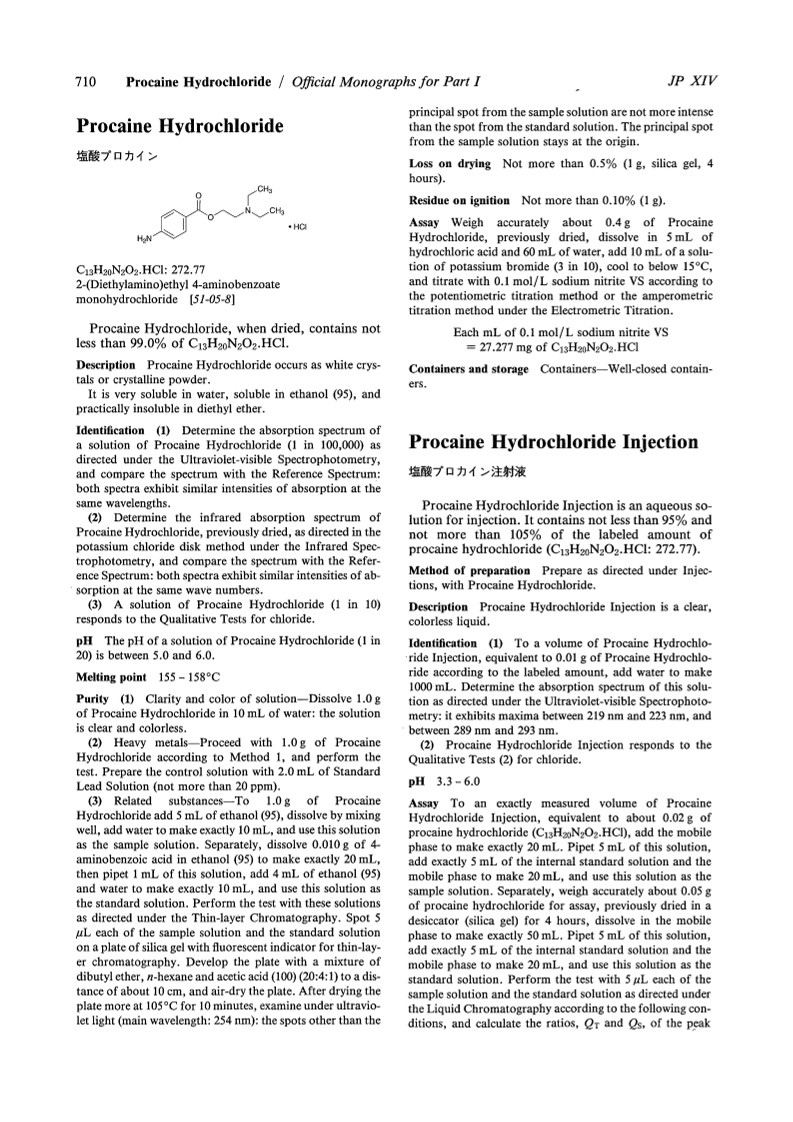 710 Procaine Hydrochloride / Official Monographs for Part I JP XIV
Procaine Hydrochloride
塩酸プロカイン
O
CH3
O
N
CH3
• HCl
H2N
C13H20N2O2.HCl: 272.77
2-(Diethylamino)ethyl 4-aminobenzoate
monohydrochloride [51-05-8]
Procaine Hydrochloride, when dried, contains not
less than 99.0% of C13H20N2O2.HCl.
Description Procaine Hydrochloride occurs as white crys-
tals or crystalline powder.
It is very soluble in water, soluble in ethanol (95), and
practically insoluble in diethyl ether.
Identification (1) Determine the absorption spectrum of
a solution of Procaine Hydrochloride (1 in 100,000) as
directed under the Ultraviolet-visible Spectrophotometry,
and compare the spectrum with the Reference Spectrum:
both spectra exhibit similar intensities of absorption at the
same wavelengths.
(2) Determine the infrared absorption spectrum of
Procaine Hydrochloride, previously dried, as directed in the
potassium chloride disk method under the Infrared Spec-
trophotometry, and compare the spectrum with the Refer-
ence Spectrum: both spectra exhibit similar intensities of ab-
sorption at the same wave numbers.
(3) A solution of Procaine Hydrochloride (1 in 10)
responds to the Qualitative Tests for chloride.
pH The pH of a solution of Procaine Hydrochloride (1 in
20) is between 5.0 and 6.0.
Melting point 155 – 158°C
Purity (1) Clarity and color of solution—Dissolve 1.0 g
of Procaine Hydrochloride in 10 mL of water: the solution
is clear and colorless.
(2) Heavy metals—Proceed with 1.0 g of Procaine
Hydrochloride according to Method 1, and perform the
test. Prepare the control solution with 2.0 mL of Standard
Lead Solution (not more than 20 ppm).
(3) Related substances—To 1.0 g of Procaine
Hydrochloride add 5 mL of ethanol (95), dissolve by mixing
well, add water to make exactly 10 mL, and use this solution
as the sample solution. Separately, dissolve 0.010 g of 4-
aminobenzoic acid in ethanol (95) to make exactly 20 mL,
then pipet 1 mL of this solution, add 4 mL of ethanol (95)
and water to make exactly 10 mL, and use this solution as
the standard solution. Perform the test with these solutions
as directed under the Thin-layer Chromatography. Spot 5
μL each of the sample solution and the standard solution
on a plate of silica gel with fluorescent indicator for thin-lay-
er chromatography. Develop the plate with a mixture of
dibutyl ether, n-hexane and acetic acid (100) (20:4:1) to a dis-
tance of about 10 cm, and air-dry the plate. After drying the
plate more at 105°C for 10 minutes, examine under ultravio-
let light (main wavelength: 254 nm): the spots other than the
principal spot from the sample solution are not more intense
than the spot from the standard solution. The principal spot
from the sample solution stays at the origin.
Loss on drying Not more than 0.5% (1 g, silica gel, 4
hours).
Residue on ignition Not more than 0.10% (1 g).
Assay Weigh accurately about 0.4 g of Procaine
Hydrochloride, previously dried, dissolve in 5 mL of
hydrochloric acid and 60 mL of water, add 10 mL of a solu-
tion of potassium bromide (3 in 10), cool to below 15°C,
and titrate with 0.1 mol/L sodium nitrite VS according to
the potentiometric titration method or the amperometric
titration method under the Electrometric Titration.
Each mL of 0.1 mol/L sodium nitrite VS
= 27.277 mg of C13H20N2O2.HCl
Containers and storage Containers—Well-closed contain-
ers.
Procaine Hydrochloride Injection
塩酸プロカイン注射液
Procaine Hydrochloride Injection is an aqueous so-
lution for injection. It contains not less than 95% and
not more than 105% of the labeled amount of
procaine hydrochloride (C13H20N2O2.HCl: 272.77).
Method of preparation Prepare as directed under Injec-
tions, with Procaine Hydrochloride.
Description Procaine Hydrochloride Injection is a clear,
colorless liquid.
Identification (1) To a volume of Procaine Hydrochlo-
ride Injection, equivalent to 0.01 g of Procaine Hydrochlo-
ride according to the labeled amount, add water to make
1000 mL. Determine the absorption spectrum of this solu-
tion as directed under the Ultraviolet-visible Spectrophoto-
metry: it exhibits maxima between 219 nm and 223 nm, and
between 289 nm and 293 nm.
(2) Procaine Hydrochloride Injection responds to the
Qualitative Tests (2) for chloride.
pH 3.3 – 6.0
Assay To an exactly measured volume of Procaine
Hydrochloride Injection, equivalent to about 0.02 g of
procaine hydrochloride (C13H20N2O2.HCl), add the mobile
phase to make exactly 20 mL. Pipet 5 mL of this solution,
add exactly 5 mL of the internal standard solution and the
mobile phase to make 20 mL, and use this solution as the
sample solution. Separately, weigh accurately about 0.05 g
of procaine hydrochloride for assay, previously dried in a
desiccator (silica gel) for 4 hours, dissolve in the mobile
phase to make exactly 50 mL. Pipet 5 mL of this solution,
add exactly 5 mL of the internal standard solution and the
mobile phase to make 20 mL, and use this solution as the
standard solution. Perform the test with 5 μL each of the
sample solution and the standard solution as directed under
the Liquid Chromatography according to the following con-
ditions, and calculate the ratios, QT and QS, of the peak